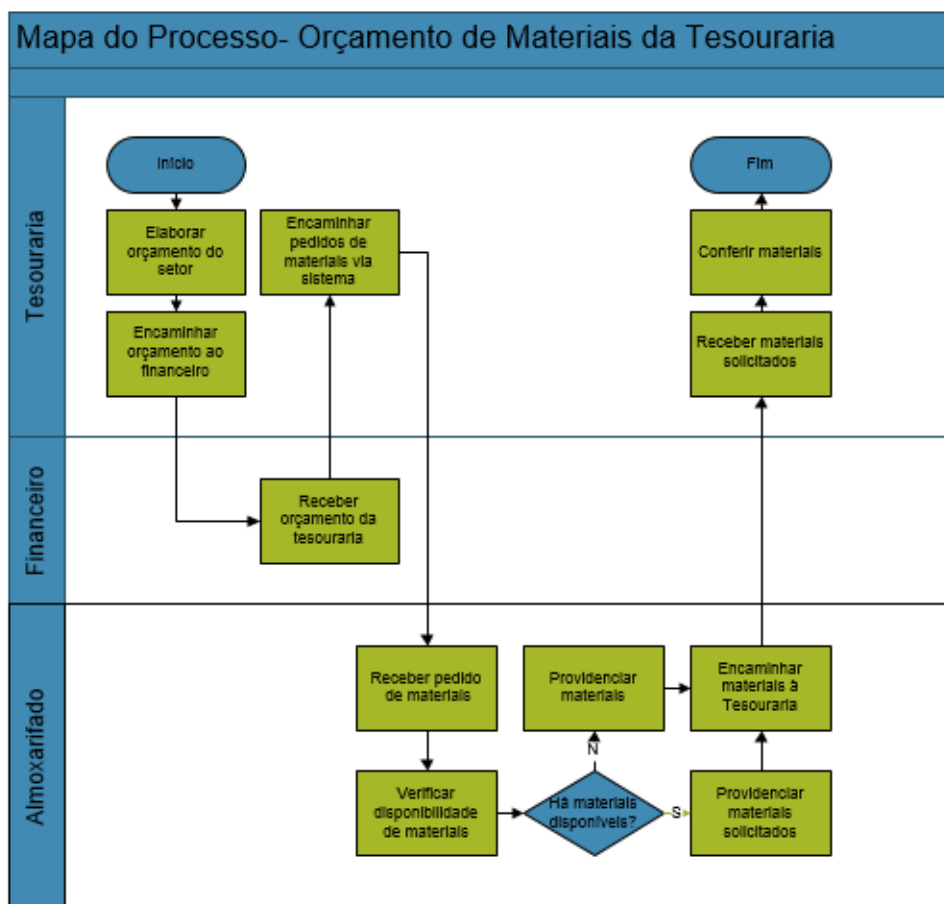 Mapa do Processo- Orçamento de Materiais da Tesouraria
Tesouraria
Início
Elaborar
orçamento do
setor
Encaminhar
orçamento ao
financeiro
Encaminhar
pedidos de
materiais via
sistema
Fim
Conferir materiais
Receber materiais
solicitados
Financeiro
Receber
orçamento da
tesouraria
Almoxarifado
Receber pedido
de materiais
Verificar
disponibilidade
de materiais
Há materiais
disponíveis?
N
S
Providenciar
materiais
Providenciar
materiais
solicitados
Encaminhar
materiais à
Tesouraria